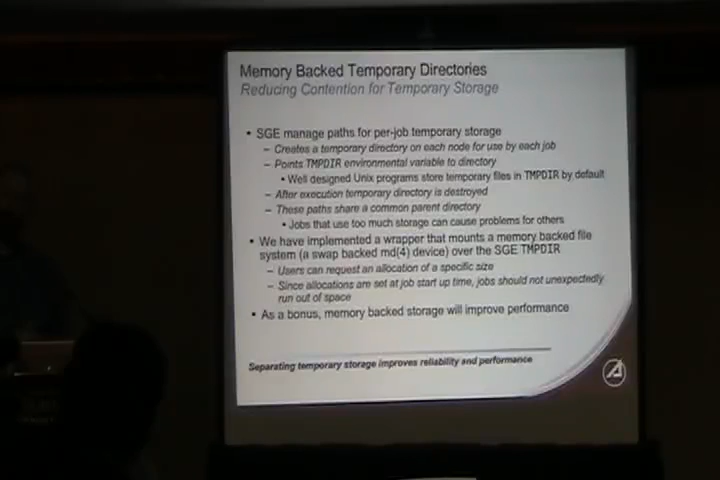 Memory Backed Temporary Directories
Reducing Contention for Temporary Storage
• SGE manage paths for per-job temporary storage
– Creates a temporary directory on each node for use by each job
– Points TMPDIR environmental variable to directory
• Well designed Unix programs store temporary files in TMPDIR by default
– After execution temporary directory is destroyed
– These paths share a common parent directory
• Jobs that use too much storage can cause problems for others
• We have implemented a wrapper that mounts a memory backed file
system (a swap backed md(4) device) over the SGE TMPDIR
– Users can request an allocation of a specific size
– Since allocations are set at job start up time, jobs should not unexpectedly
run out of space
• As a bonus, memory backed storage will improve performance
Separating temporary storage improves reliability and performance